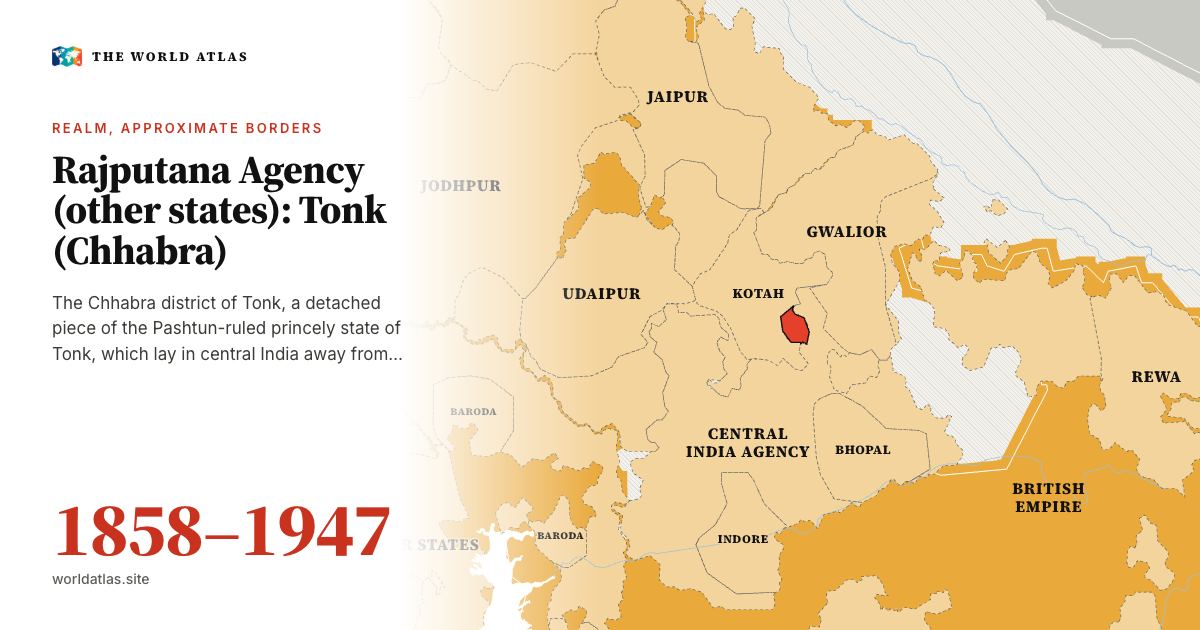 THE WORLD ATLAS
REALM, APPROXIMATE BORDERS
Rajputana Agency
(other states): Tonk
(Chhabra)
The Chhabra district of Tonk, a detached
piece of the Pashtun-ruled princely state of
Tonk, which lay in central India away from...
1858–1947
worldatlas.site
JAIPUR
JODHPUR
GWALIOR
UDAIPUR
KOTAH
REWA
BARODA
CENTRAL
INDIA AGENCY
BHOPAL
BRITISH
EMPIRE
BARODA
INDORE
R STATES